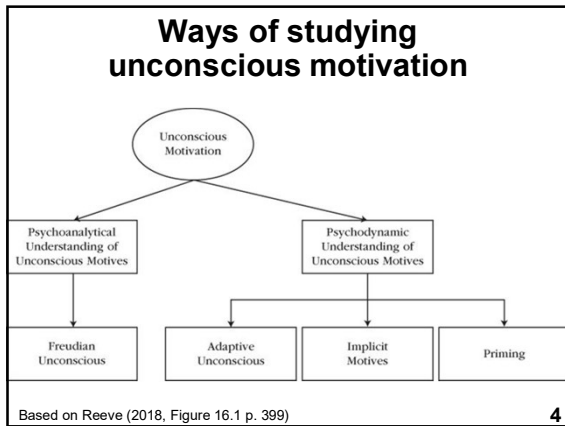 Ways of studying
unconscious motivation
Unconscious
Motivation
Psychoanalytical
Understanding of
Unconscious Motives
Psychodynamic
Understanding of
Unconscious Motives
Freudian
Unconscious
Adaptive
Unconscious
Implicit
Motives
Priming
Based on Reeve (2018, Figure 16.1 p. 399)
4